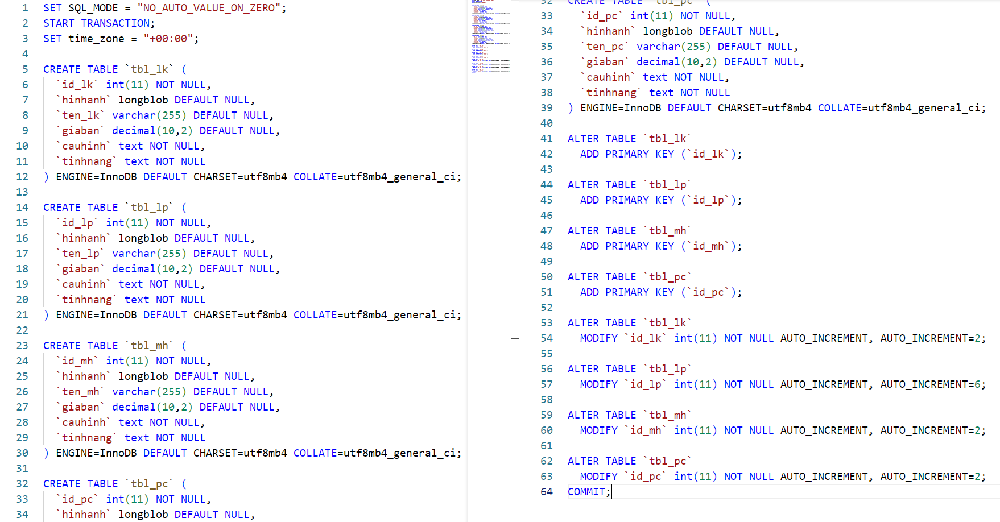 1 SET SQL_MODE = "NO_AUTO_VALUE_ON_ZERO";
2 START TRANSACTION;
3 SET time_zone = "+00:00";
4
5 CREATE TABLE `tbl_lk` (
6   `id_lk` int(11) NOT NULL,
7   `hinhanh` longblob DEFAULT NULL,
8   `ten_lk` varchar(255) DEFAULT NULL,
9   `giaban` decimal(10,2) DEFAULT NULL,
10   `cauhinh` text NOT NULL,
11   `tinhnang` text NOT NULL
12 ) ENGINE=InnoDB DEFAULT CHARSET=utf8mb4 COLLATE=utf8mb4_general_ci;
13
14 CREATE TABLE `tbl_lp` (
15   `id_lp` int(11) NOT NULL,
16   `hinhanh` longblob DEFAULT NULL,
17   `ten_lp` varchar(255) DEFAULT NULL,
18   `giaban` decimal(10,2) DEFAULT NULL,
19   `cauhinh` text NOT NULL,
20   `tinhnang` text NOT NULL
21 ) ENGINE=InnoDB DEFAULT CHARSET=utf8mb4 COLLATE=utf8mb4_general_ci;
22
23 CREATE TABLE `tbl_mh` (
24   `id_mh` int(11) NOT NULL,
25   `hinhanh` longblob DEFAULT NULL,
26   `ten_mh` varchar(255) DEFAULT NULL,
27   `giaban` decimal(10,2) DEFAULT NULL,
28   `cauhinh` text NOT NULL,
29   `tinhnang` text NOT NULL
30 ) ENGINE=InnoDB DEFAULT CHARSET=utf8mb4 COLLATE=utf8mb4_general_ci;
31
32 CREATE TABLE `tbl_pc` (
33   `id_pc` int(11) NOT NULL,
34   `hinhanh` longblob DEFAULT NULL,
32 CREATE TABLE `tbl_pc` (
33   `id_pc` int(11) NOT NULL,
34   `hinhanh` longblob DEFAULT NULL,
35   `ten_pc` varchar(255) DEFAULT NULL,
36   `giaban` decimal(10,2) DEFAULT NULL,
37   `cauhinh` text NOT NULL,
38   `tinhnang` text NOT NULL
39 ) ENGINE=InnoDB DEFAULT CHARSET=utf8mb4 COLLATE=utf8mb4_general_ci;
40
41 ALTER TABLE `tbl_lk`
42   ADD PRIMARY KEY (`id_lk`);
43
44 ALTER TABLE `tbl_lp`
45   ADD PRIMARY KEY (`id_lp`);
46
47 ALTER TABLE `tbl_mh`
48   ADD PRIMARY KEY (`id_mh`);
49
50 ALTER TABLE `tbl_pc`
51   ADD PRIMARY KEY (`id_pc`);
52
53 ALTER TABLE `tbl_lk`
54   MODIFY `id_lk` int(11) NOT NULL AUTO_INCREMENT, AUTO_INCREMENT=2;
55
56 ALTER TABLE `tbl_lp`
57   MODIFY `id_lp` int(11) NOT NULL AUTO_INCREMENT, AUTO_INCREMENT=6;
58
59 ALTER TABLE `tbl_mh`
60   MODIFY `id_mh` int(11) NOT NULL AUTO_INCREMENT, AUTO_INCREMENT=2;
61
62 ALTER TABLE `tbl_pc`
63   MODIFY `id_pc` int(11) NOT NULL AUTO_INCREMENT, AUTO_INCREMENT=2;
64 COMMIT;